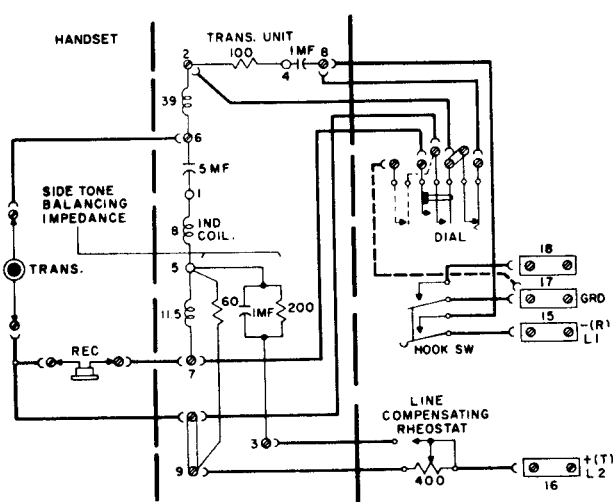 HANDSET
TRANS. UNIT
2
100
1MF
8
4
39
6
5 MF
1
SIDE TONE
BALANCING
IMPEDANCE
8
IND
COIL.
5
TRANS.
11.5
60
1MF
200
REC
7
3
9
DIAL
18
17
GRD
15
-(R)
L1
HOOK SW
LINE
COMPENSATING
RHEOSTAT
400
+(T)
L2
16